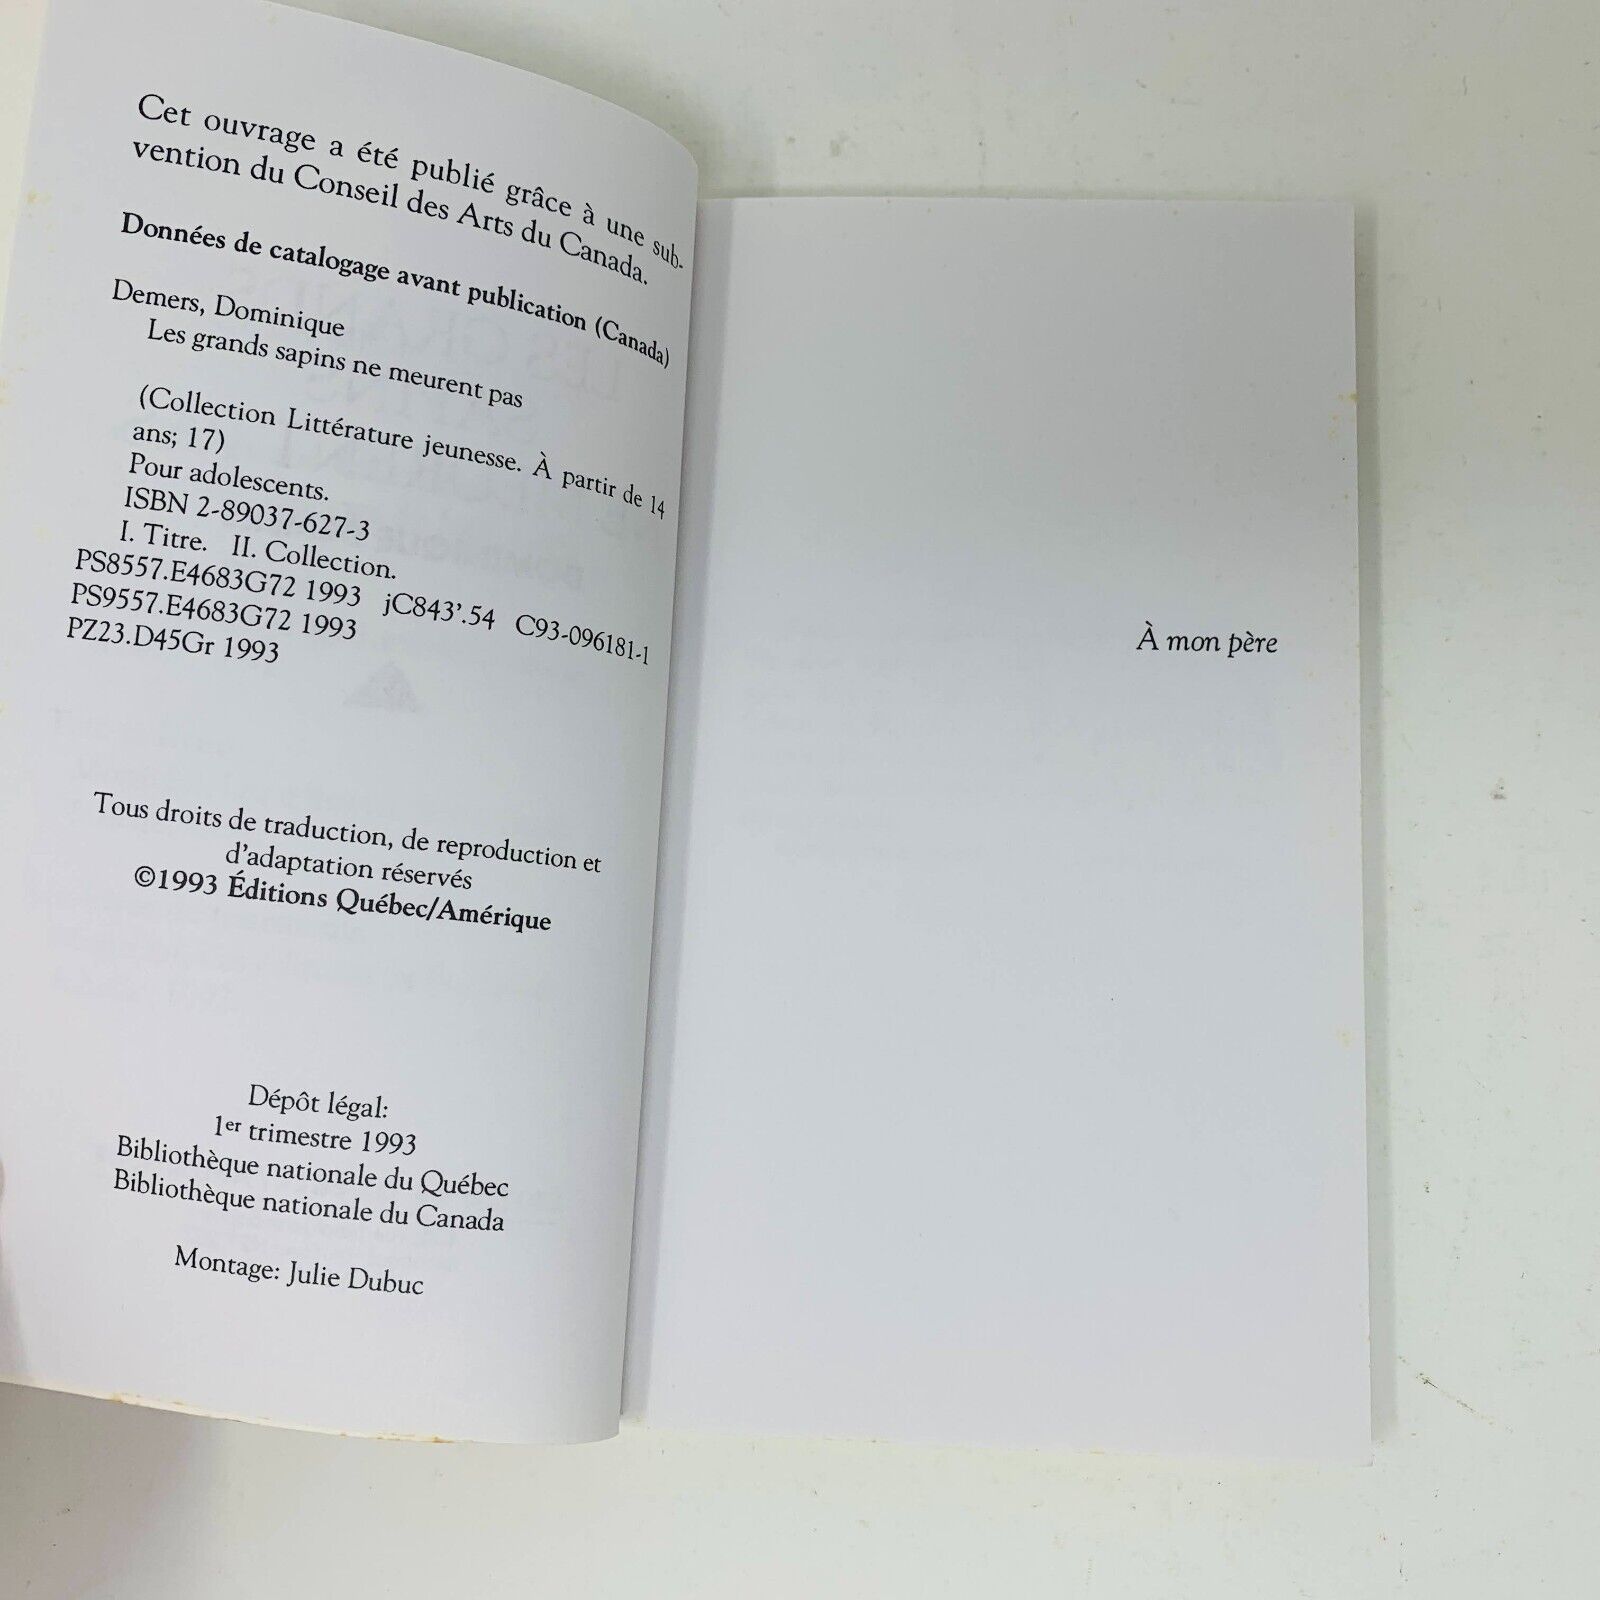 Cet ouvrage a été publié grâce à une sub-
vention du Conseil des Arts du Canada.
Données de catalogage avant publication (Canada)
Demers, Dominique
Les grands sapins ne meurent pas
(Collection Littérature jeunesse. À partir de 14
ans; 17)
Pour adolescents.
ISBN 2-89037-627-3
I. Titre. II. Collection.
PS8557.E4683G72 1993 jC843'.54 C93-096181-1
PS9557.E4683G72 1993
PZ23.D45Gr 1993
Tous droits de traduction, de reproduction et
d'adaptation réservés
©1993 Éditions Québec/Amérique
Dépôt légal:
1er trimestre 1993
Bibliothèque nationale du Québec
Bibliothèque nationale du Canada
Montage: Julie Dubuc
À mon père